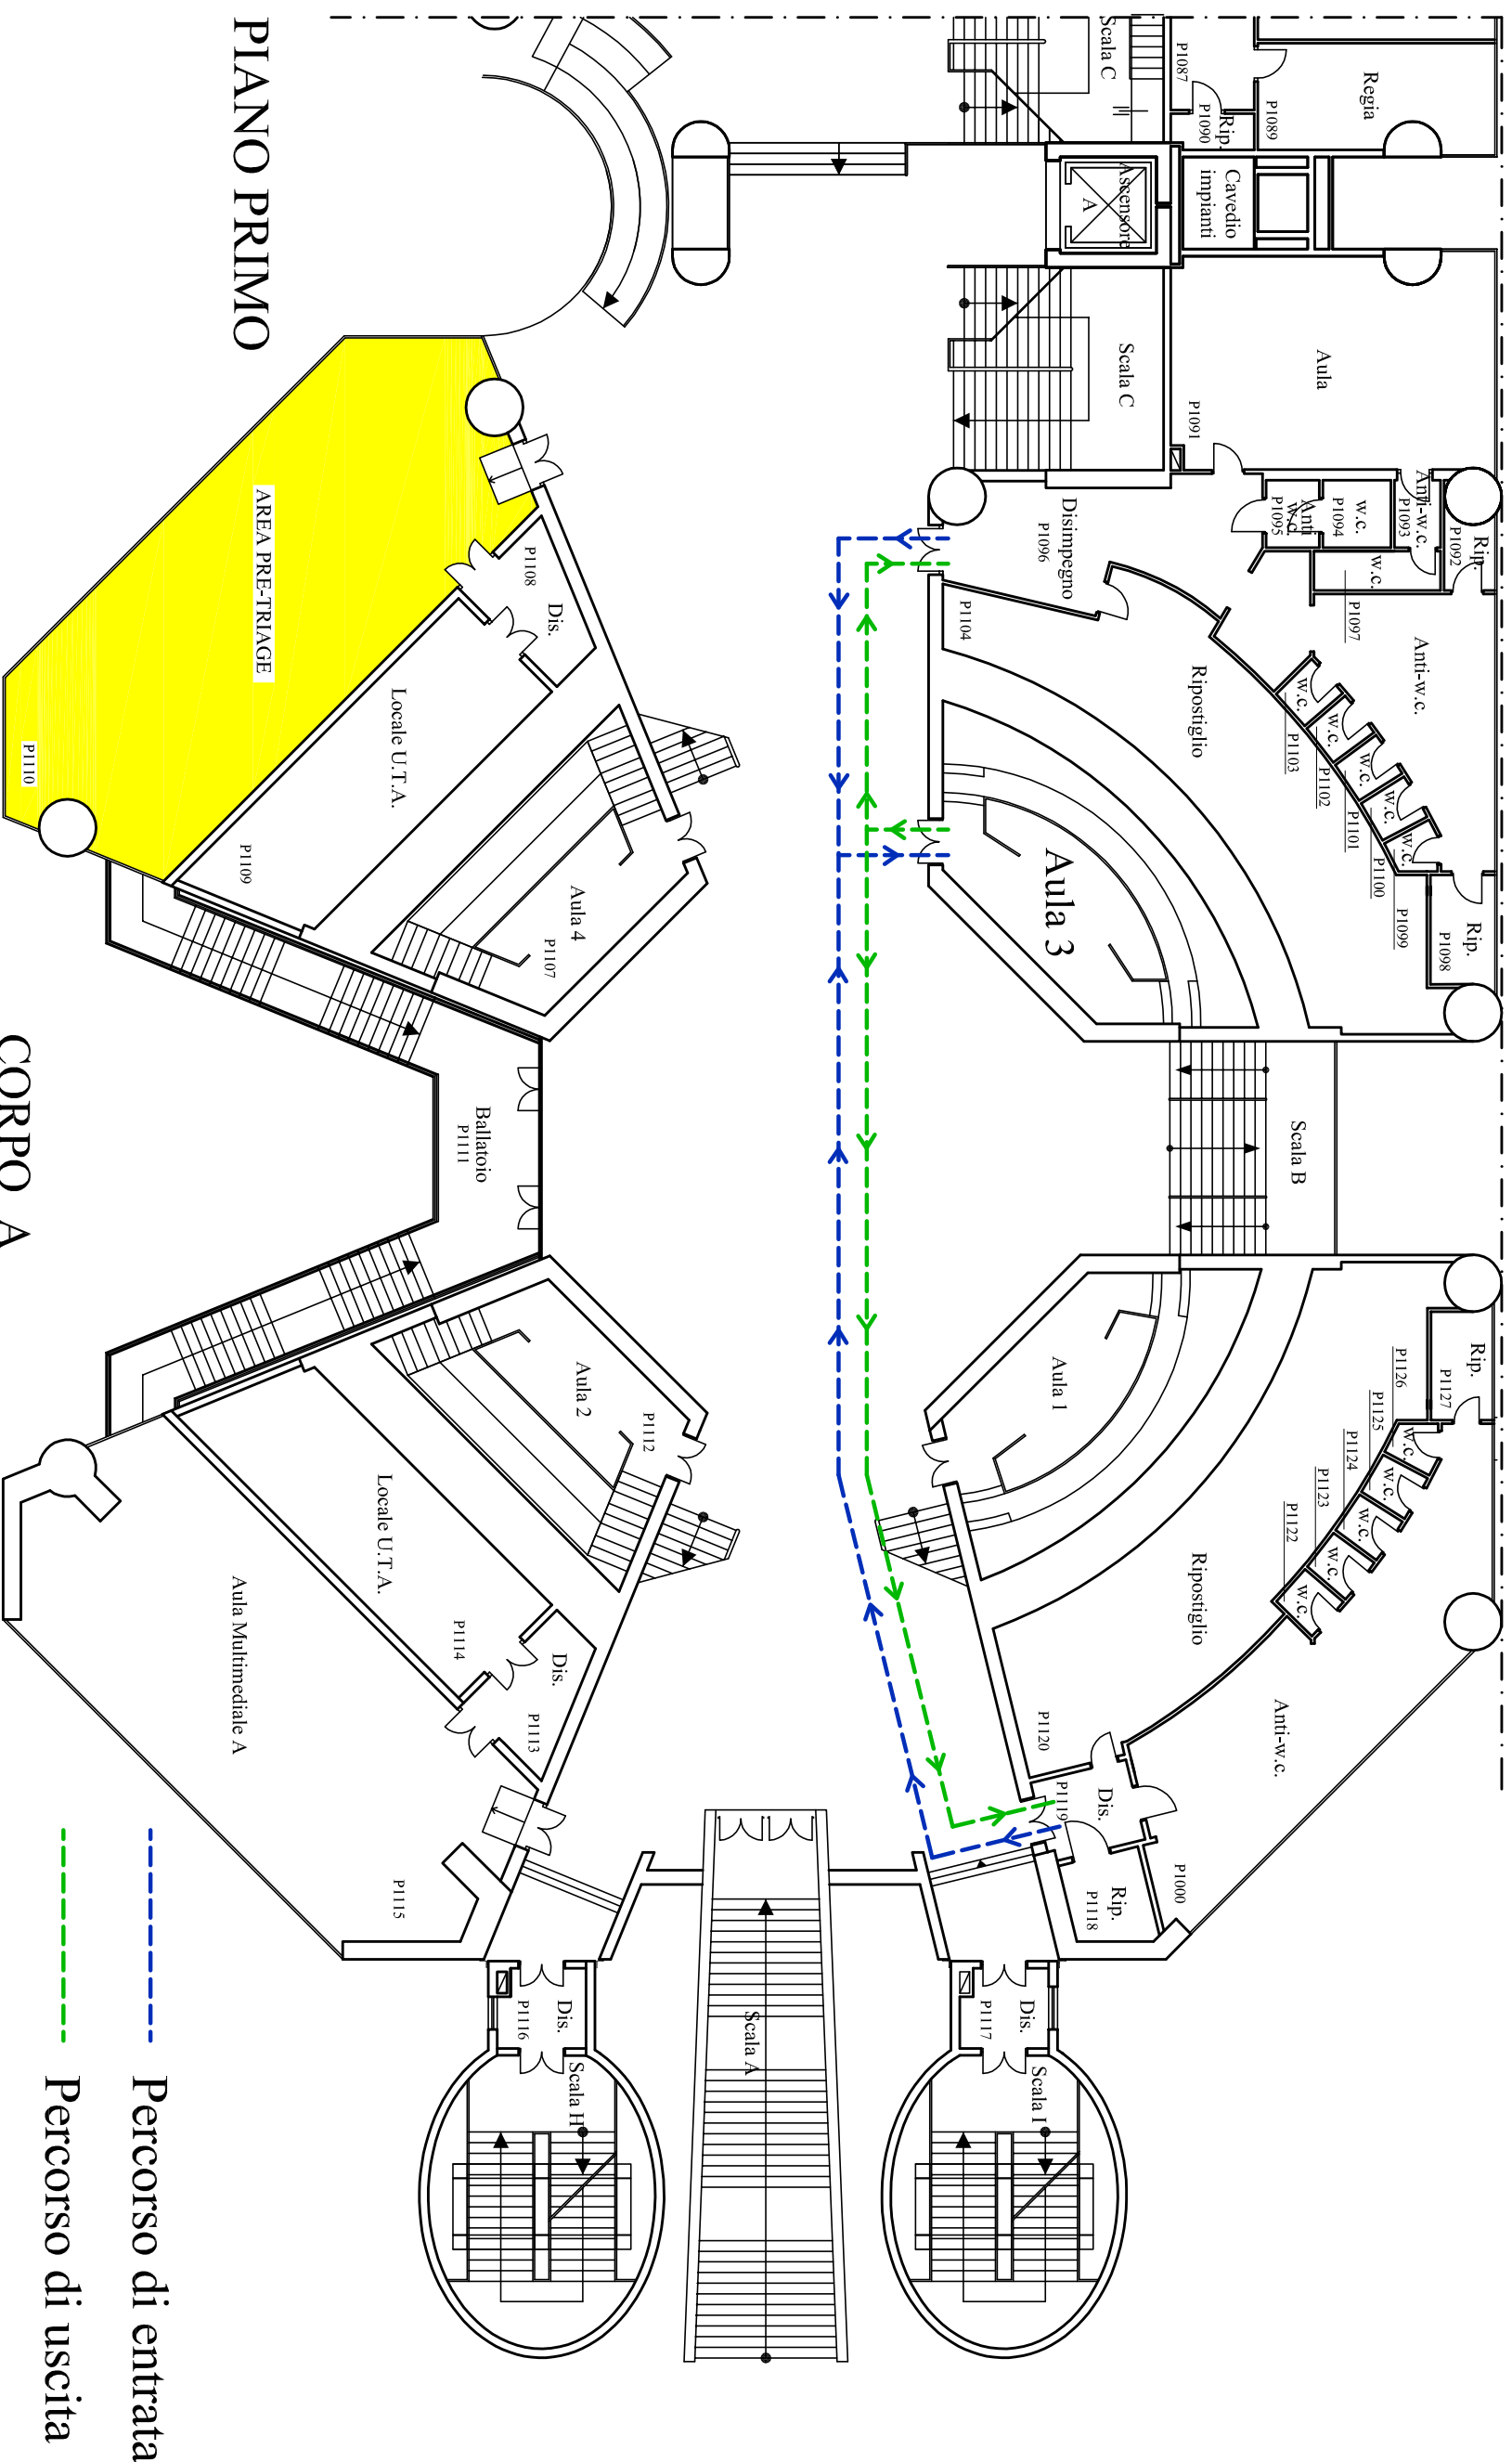 Regia
P1089
P1087
Rip.
P1090
Scala C
Cavedio
impianti
Ascensore
A
Aula
P1091
Scala C
Rip.
P1092
Anti-w.c.
P1093
w.c.
P1094
Anti
w.c.
P1095
Disimpegno
P1096
w.c.
P1097
Anti-w.c.
P1104
Ripostiglio
w.c.
P1103
w.c.
P1102
w.c.
P1101
w.c.
P1100
w.c.
P1099
Rip.
P1098
Aula 3
Scala B
Rip.
P1127
P1126
P1125
P1124
P1123
P1122
w.c.
w.c.
w.c.
w.c.
w.c.
Aula 1
Ripostiglio
Anti-w.c.
P1120
Dis.
P1119
P1000
Rip.
P1118
Dis.
P1117
Scala I
Scala A
Dis.
P1116
Scala H
PIANO PRIMO
AREA PRE-TRIAGE
P1110
P1108
Dis.
Locale U.T.A.
P1109
Aula 4
P1107
Ballatoio
P1111
Aula 2
P1112
Locale U.T.A.
P1114
Dis.
P1113
Aula Multimediale A
P1115
CORPO A
Percorso di entrata
Percorso di uscita